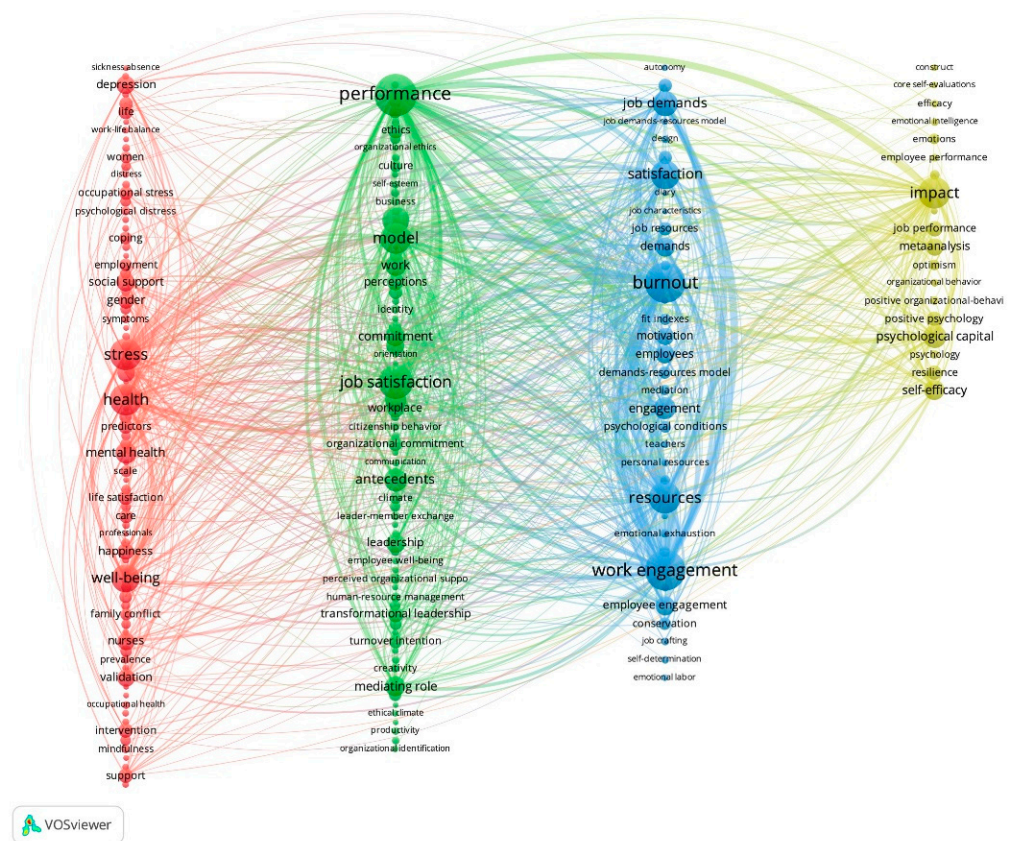 sickness absence
depression
life
work-life balance
women
distress
occupational stress
psychological distress
coping
employment
social support
gender
symptoms
stress
health
predictors
mental health
scale
life satisfaction
care
professionals
happiness
well-being
family conflict
nurses
prevalence
validation
occupational health
intervention
mindfulness
support
performance
ethics
organizational ethics
culture
self-esteem
business
model
work
perceptions
identity
commitment
orientation
job satisfaction
workplace
citizenship behavior
organizational commitment
communication
antecedents
climate
leader-member exchange
leadership
employee well-being
perceived organizational suppo
human-resource management
transformational leadership
turnover intention
creativity
mediating role
ethical climate
productivity
organizational identification
autonomy
job demands
job demands-resources model
design
satisfaction
diary
job characteristics
job resources
demands
burnout
fit indexes
motivation
employees
demands-resources model
mediation
engagement
psychological conditions
teachers
personal resources
resources
emotional exhaustion
work engagement
employee engagement
conservation
job crafting
self-determination
emotional labor
construct
core self-evaluations
efficacy
emotional intelligence
emotions
employee performance
impact
job performance
metaanalysis
optimism
organizational behavior
positive organizational-behavi
positive psychology
psychological capital
psychology
resilience
self-efficacy
VOSviewer